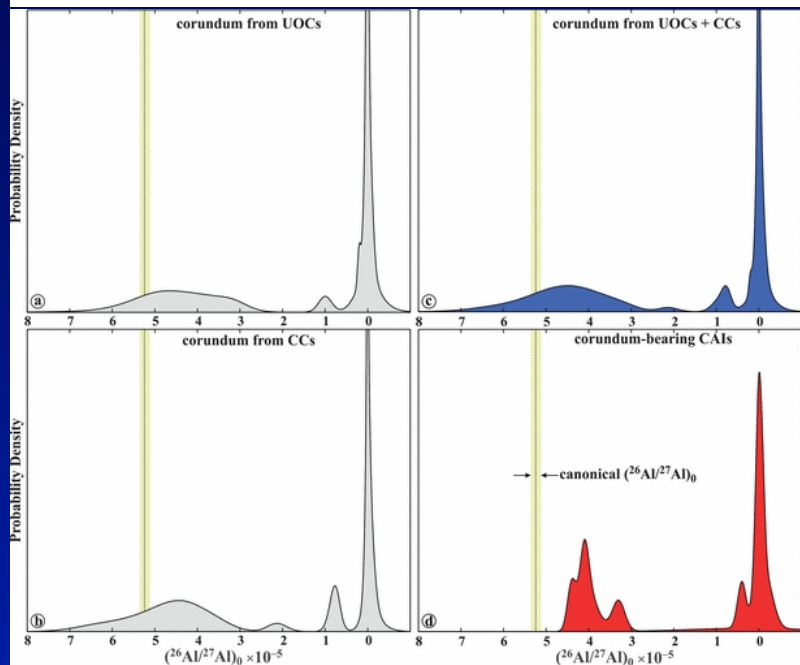 corundum from UOCs
Probability Density
ⓐ
8 7 6 5 4 3 2 1 0
corundum from UOCs + CCs
ⓒ
8 7 6 5 4 3 2 1 0
corundum from CCs
Probability Density
ⓑ
8 7 6 5 4 3 2 1 0
(²⁶Al/²⁷Al)₀ ×10⁻⁵
corundum-bearing CAIs
canonical (²⁶Al/²⁷Al)₀
ⓓ
8 7 6 5 4 3 2 1 0
(²⁶Al/²⁷Al)₀ ×10⁻⁵